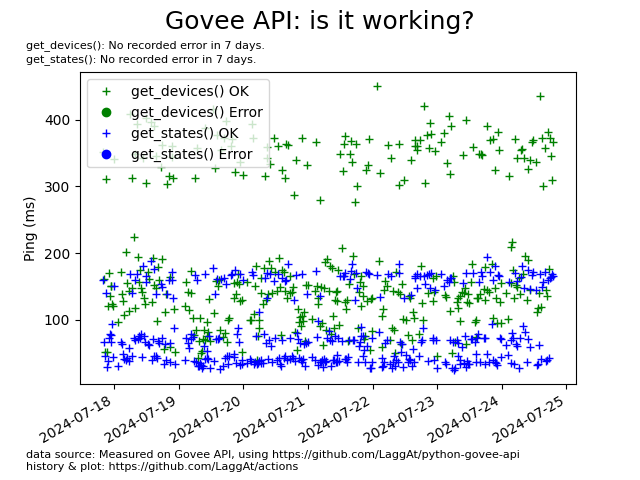 Govee API: is it working?
get_devices(): No recorded error in 7 days.
get_states(): No recorded error in 7 days.
get_devices() OK
get_devices() Error
get_states() OK
get_states() Error
Ping (ms)
400
300
200
100
2024-07-18
2024-07-19
2024-07-20
2024-07-21
2024-07-22
2024-07-23
2024-07-24
2024-07-25
data source: Measured on Govee API, using https://github.com/LaggAt/python-govee-api
history & plot: https://github.com/LaggAt/actions